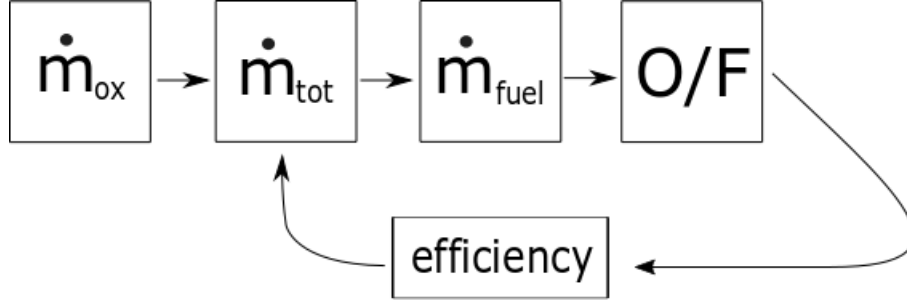 ṁox
ṁtot
ṁfuel
O/F
efficiency